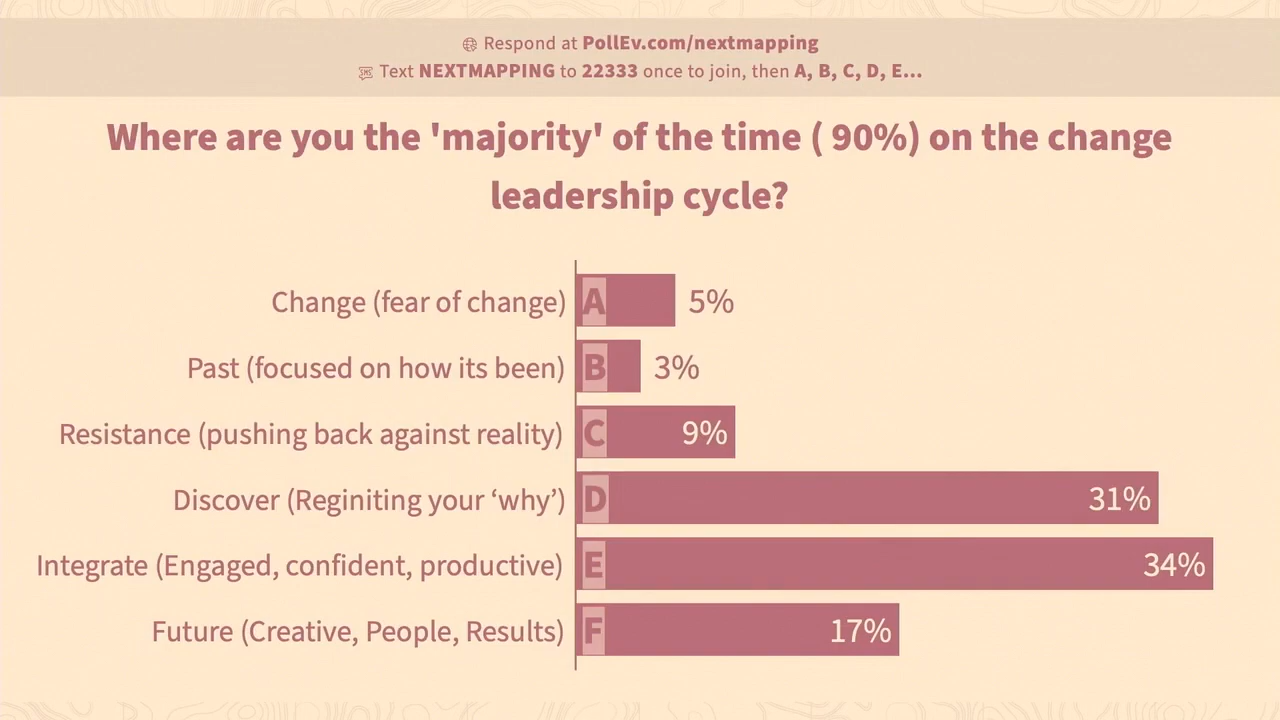 Respond at PollEv.com/nextmapping
Text NEXTMAPPING to 22333 once to join, then A, B, C, D, E...
Where are you the 'majority' of the time ( 90%) on the change
leadership cycle?
Change (fear of change) A 5%
Past (focused on how its been) B 3%
Resistance (pushing back against reality) C 9%
Discover (Reginiting your ‘why’) D 31%
Integrate (Engaged, confident, productive) E 34%
Future (Creative, People, Results) F 17%